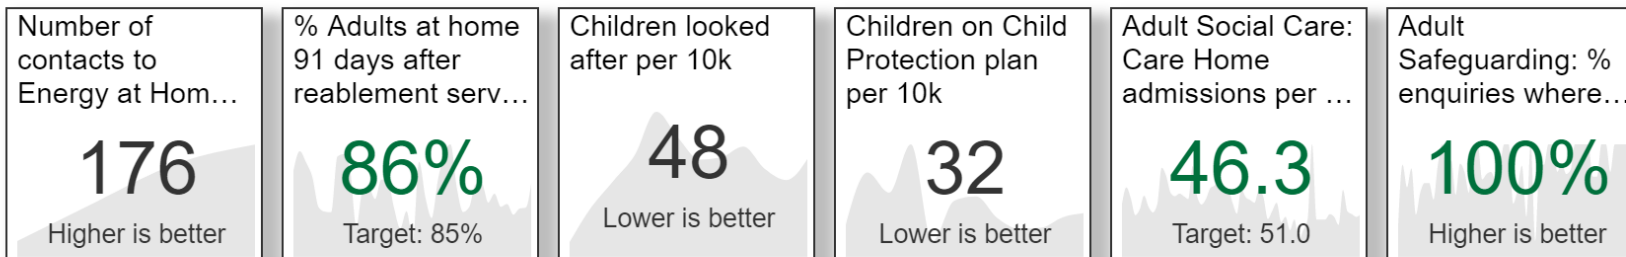 Number of
contacts to
Energy at Hom…
176
Higher is better
% Adults at home
91 days after
reablement serv…
86%
Target: 85%
Children looked
after per 10k
48
Lower is better
Children on Child
Protection plan
per 10k
32
Lower is better
Adult Social Care:
Care Home
admissions per …
46.3
Target: 51.0
Adult
Safeguarding: %
enquiries where…
100%
Higher is better